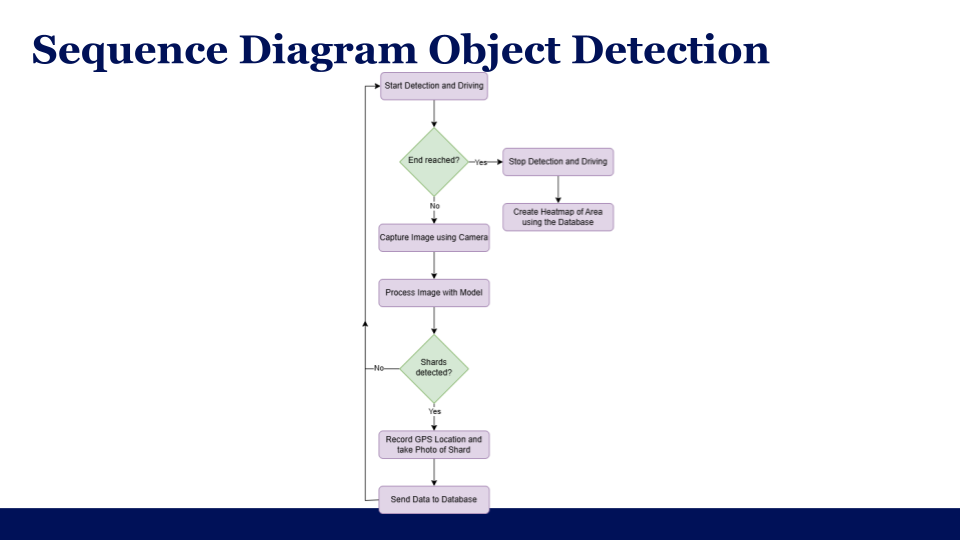 Sequence Diagram Object Detection
Start Detection and Driving
End reached?
Yes
Stop Detection and Driving
No
Create Heatmap of Area
using the Database
Capture Image using Camera
Process Image with Model
Shards
detected?
No
Yes
Record GPS Location and
take Photo of Shard
Send Data to Database